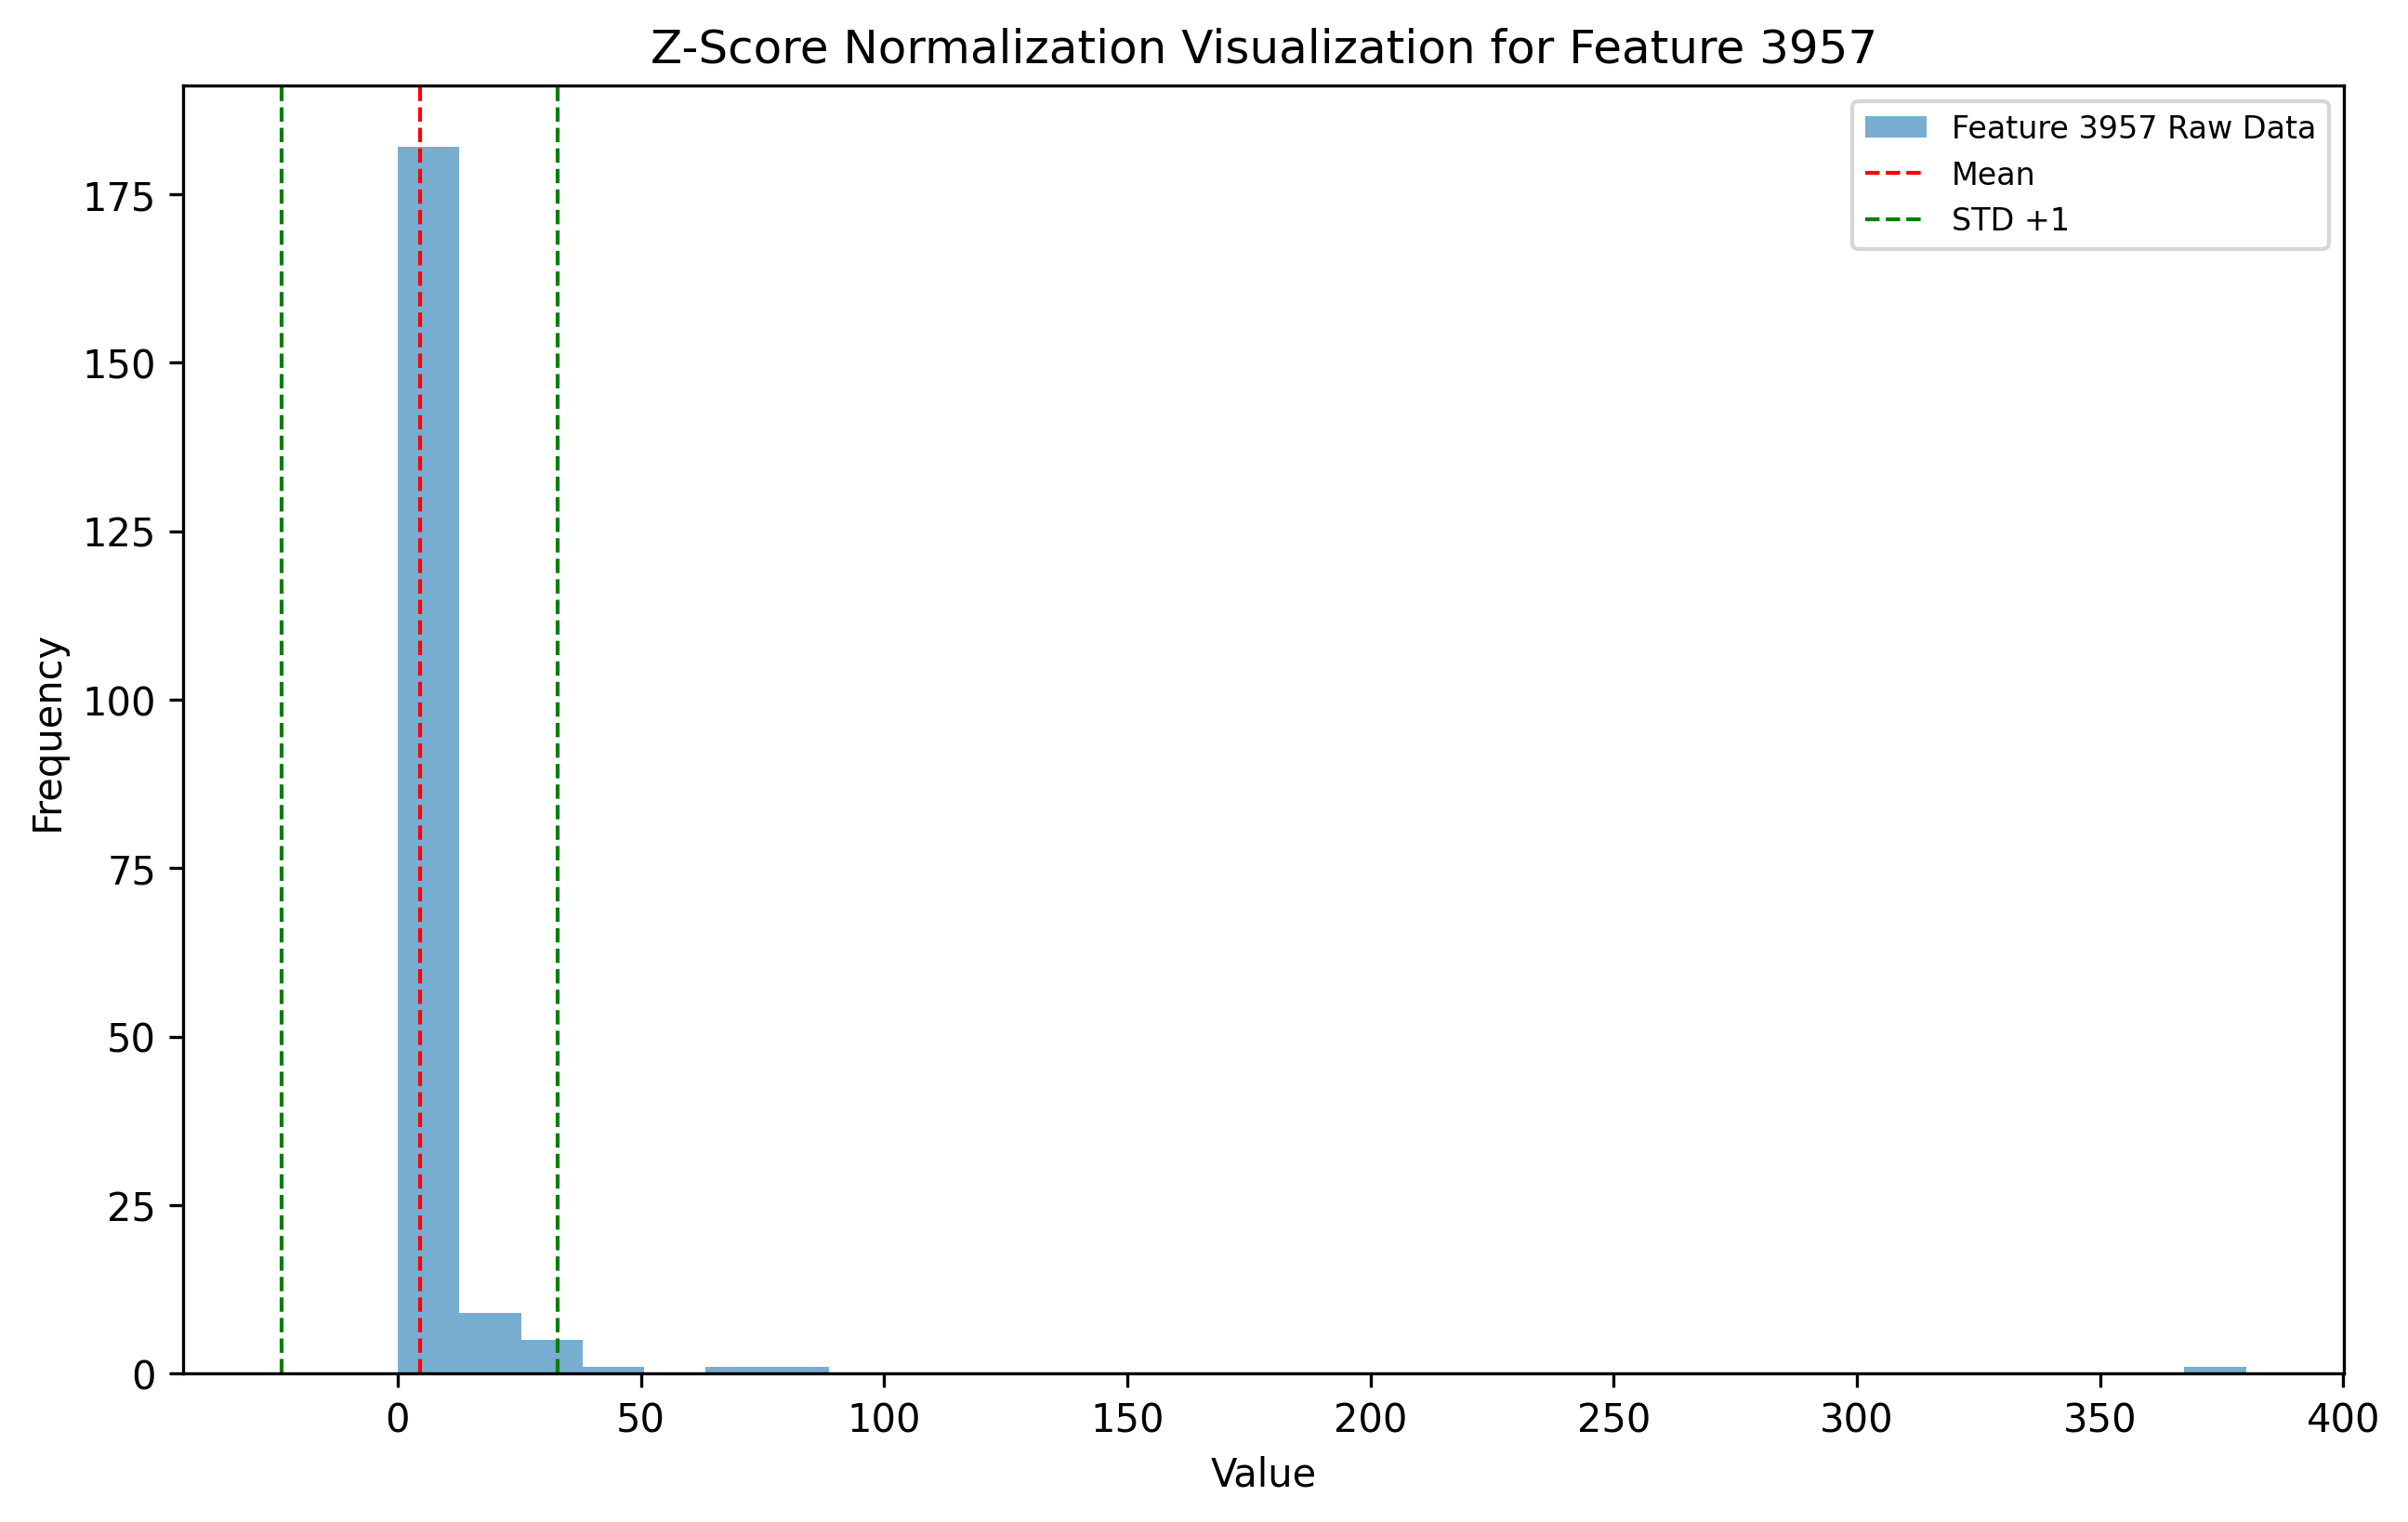 Z-Score Normalization Visualization for Feature 3957
Feature 3957 Raw Data
Mean
STD +1
175
150
125
100
75
50
25
0
Frequency
0 50 100 150 200 250 300 350 400
Value